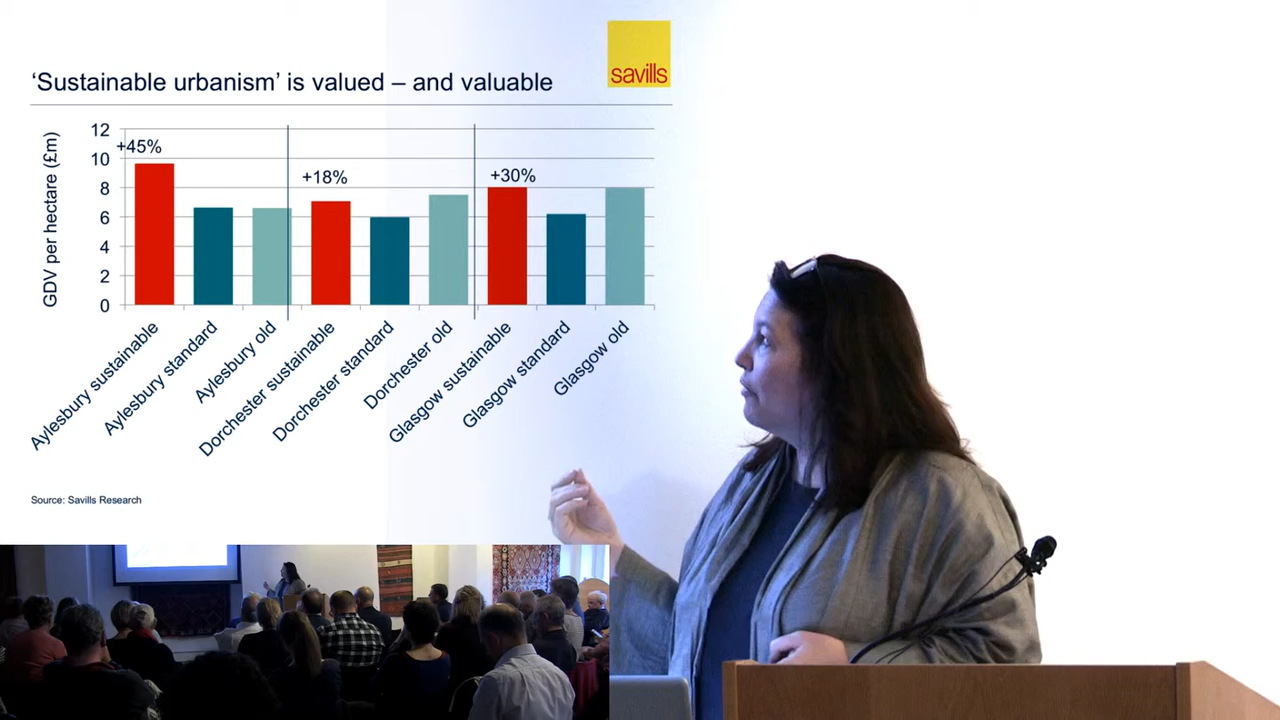 savills
‘Sustainable urbanism’ is valued – and valuable
GDV per hectare (£m)
12
10
8
6
4
2
0
+45%
+18%
+30%
Aylesbury sustainable
Aylesbury standard
Aylesbury old
Dorchester sustainable
Dorchester standard
Dorchester old
Glasgow sustainable
Glasgow standard
Glasgow old
Source: Savills Research